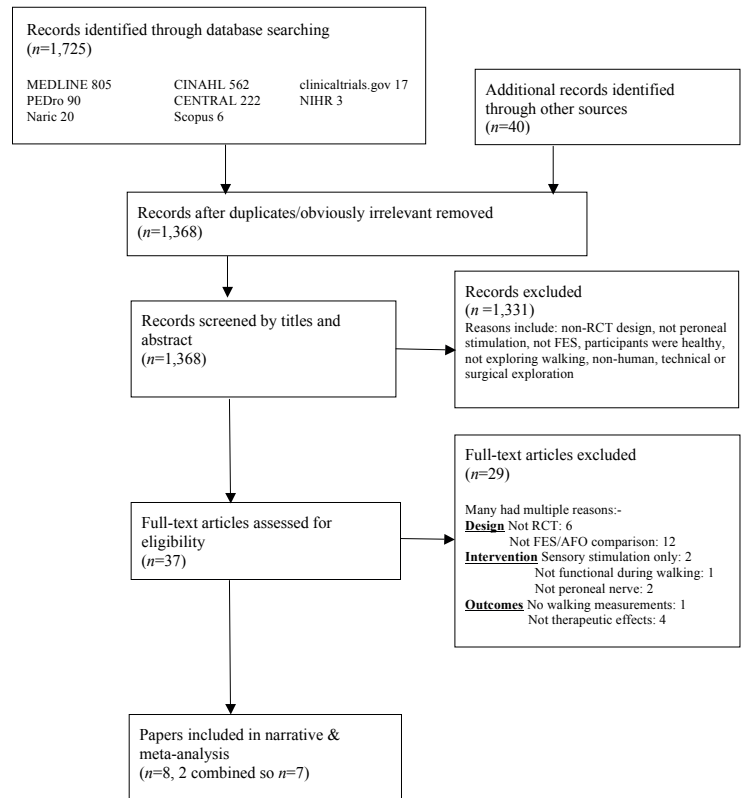 Records identified through database searching
(n=1,725)
MEDLINE 805 CINAHL 562 clinicaltrials.gov 17
PEDro 90 CENTRAL 222 NIHR 3
Naric 20 Scopus 6
Additional records identified
through other sources
(n=40)
Records after duplicates/obviously irrelevant removed
(n=1,368)
Records screened by titles and
abstract
(n=1,368)
Records excluded
(n =1,331)
Reasons include: non-RCT design, not peroneal
stimulation, not FES, participants were healthy,
not exploring walking, non-human, technical or
surgical exploration
Full-text articles assessed for
eligibility
(n=37)
Full-text articles excluded
(n=29)
Many had multiple reasons:-
Design Not RCT: 6
Not FES/AFO comparison: 12
Intervention Sensory stimulation only: 2
Not functional during walking: 1
Not peroneal nerve: 2
Outcomes No walking measurements: 1
Not therapeutic effects: 4
Papers included in narrative &
meta-analysis
(n=8, 2 combined so n=7)